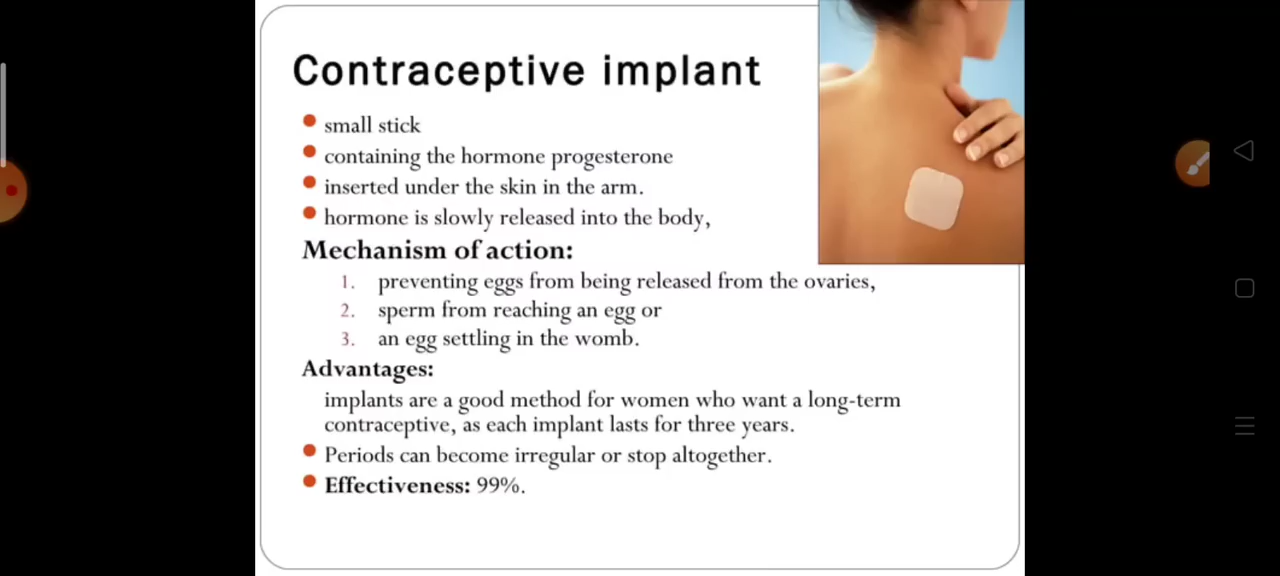 Contraceptive implant
small stick
containing the hormone progesterone
inserted under the skin in the arm.
hormone is slowly released into the body,
Mechanism of action:
1. preventing eggs from being released from the ovaries,
2. sperm from reaching an egg or
3. an egg settling in the womb.
Advantages:
implants are a good method for women who want a long-term
contraceptive, as each implant lasts for three years.
Periods can become irregular or stop altogether.
Effectiveness: 99%.